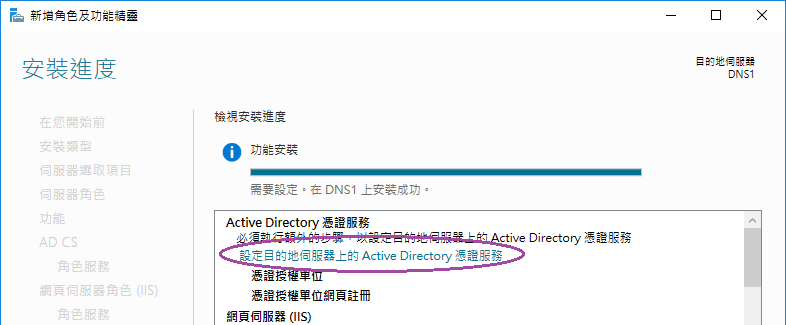 新增角色及功能精靈
安裝進度
目的地伺服器
DNS1
在您開始前
安裝類型
伺服器選取項目
伺服器角色
功能
AD CS
角色服務
網頁伺服器角色 (IIS)
角色服務
檢視安裝進度
功能安裝
需要設定。在 DNS1 上安裝成功。
Active Directory 憑證服務
必須執行額外的步驟，以設定目的地伺服器上的 Active Directory 憑證服務
設定目的地伺服器上的 Active Directory 憑證服務
憑證授權單位
憑證授權單位網頁註冊
網頁伺服器 (IIS)